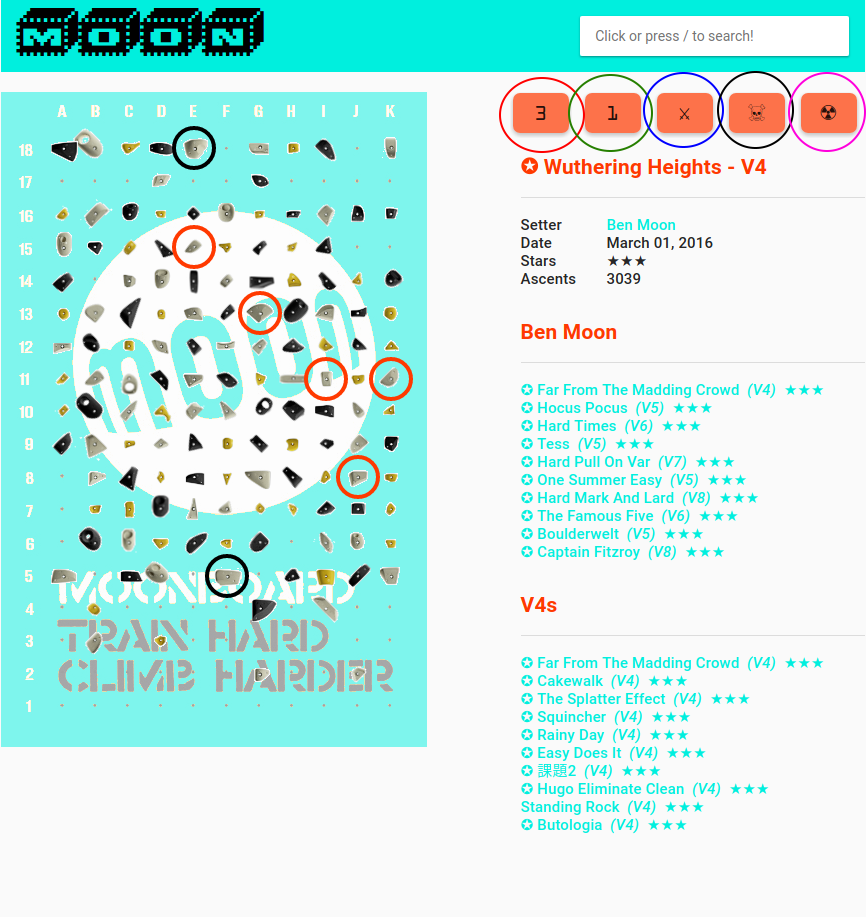 MOON
Click or press / to search!
3 1 ⚔ ☠ ☢
A B C D E F G H I J K
18
17
16
15
14
13
12
11
10
9
8
7
6
5
4
3
2
1
moon
MOONBOARD
TRAIN HARD
CLIMB HARDER
✪ Wuthering Heights - V4
Setter Ben Moon
Date March 01, 2016
Stars ★★★
Ascents 3039
Ben Moon
✪ Far From The Madding Crowd (V4) ★★★
✪ Hocus Pocus (V5) ★★★
✪ Hard Times (V6) ★★★
✪ Tess (V5) ★★★
✪ Hard Pull On Var (V7) ★★★
✪ One Summer Easy (V5) ★★★
✪ Hard Mark And Lard (V8) ★★★
✪ The Famous Five (V6) ★★★
✪ Boulderwelt (V5) ★★★
✪ Captain Fitzroy (V8) ★★★
V4s
✪ Far From The Madding Crowd (V4) ★★★
✪ Cakewalk (V4) ★★★
✪ The Splatter Effect (V4) ★★★
✪ Squincher (V4) ★★★
✪ Rainy Day (V4) ★★★
✪ Easy Does It (V4) ★★★
✪ 課題2 (V4) ★★★
✪ Hugo Eliminate Clean (V4) ★★★
Standing Rock (V4) ★★★
✪ Butologia (V4) ★★★